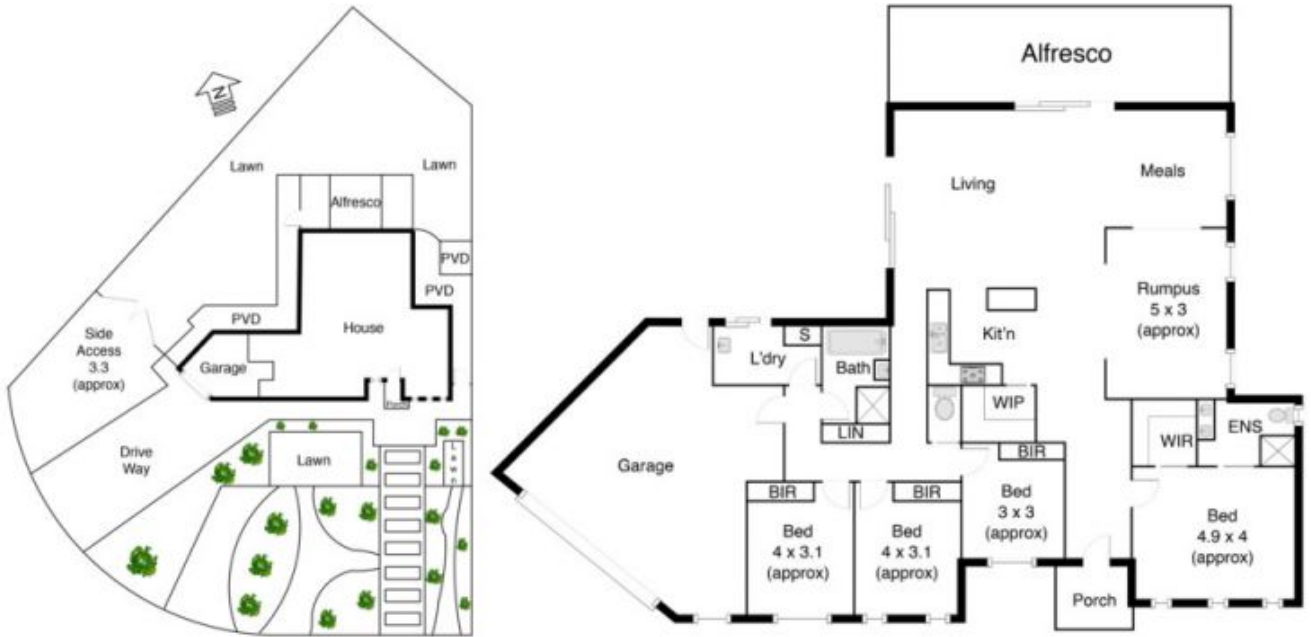 N
Lawn
Lawn
Alfresco
PVD
PVD
PVD
House
Side
Access
3.3
(approx)
Garage
Drive
Way
Lawn
Lawn
Alfresco
Living
Meals
Rumpus
5 x 3
(approx)
Kit'n
S
L'dry
Bath
WIP
LIN
WIR
ENS
Garage
BIR
BIR
BIR
Bed
4 x 3.1
(approx)
Bed
4 x 3.1
(approx)
Bed
3 x 3
(approx)
Bed
4.9 x 4
(approx)
Porch